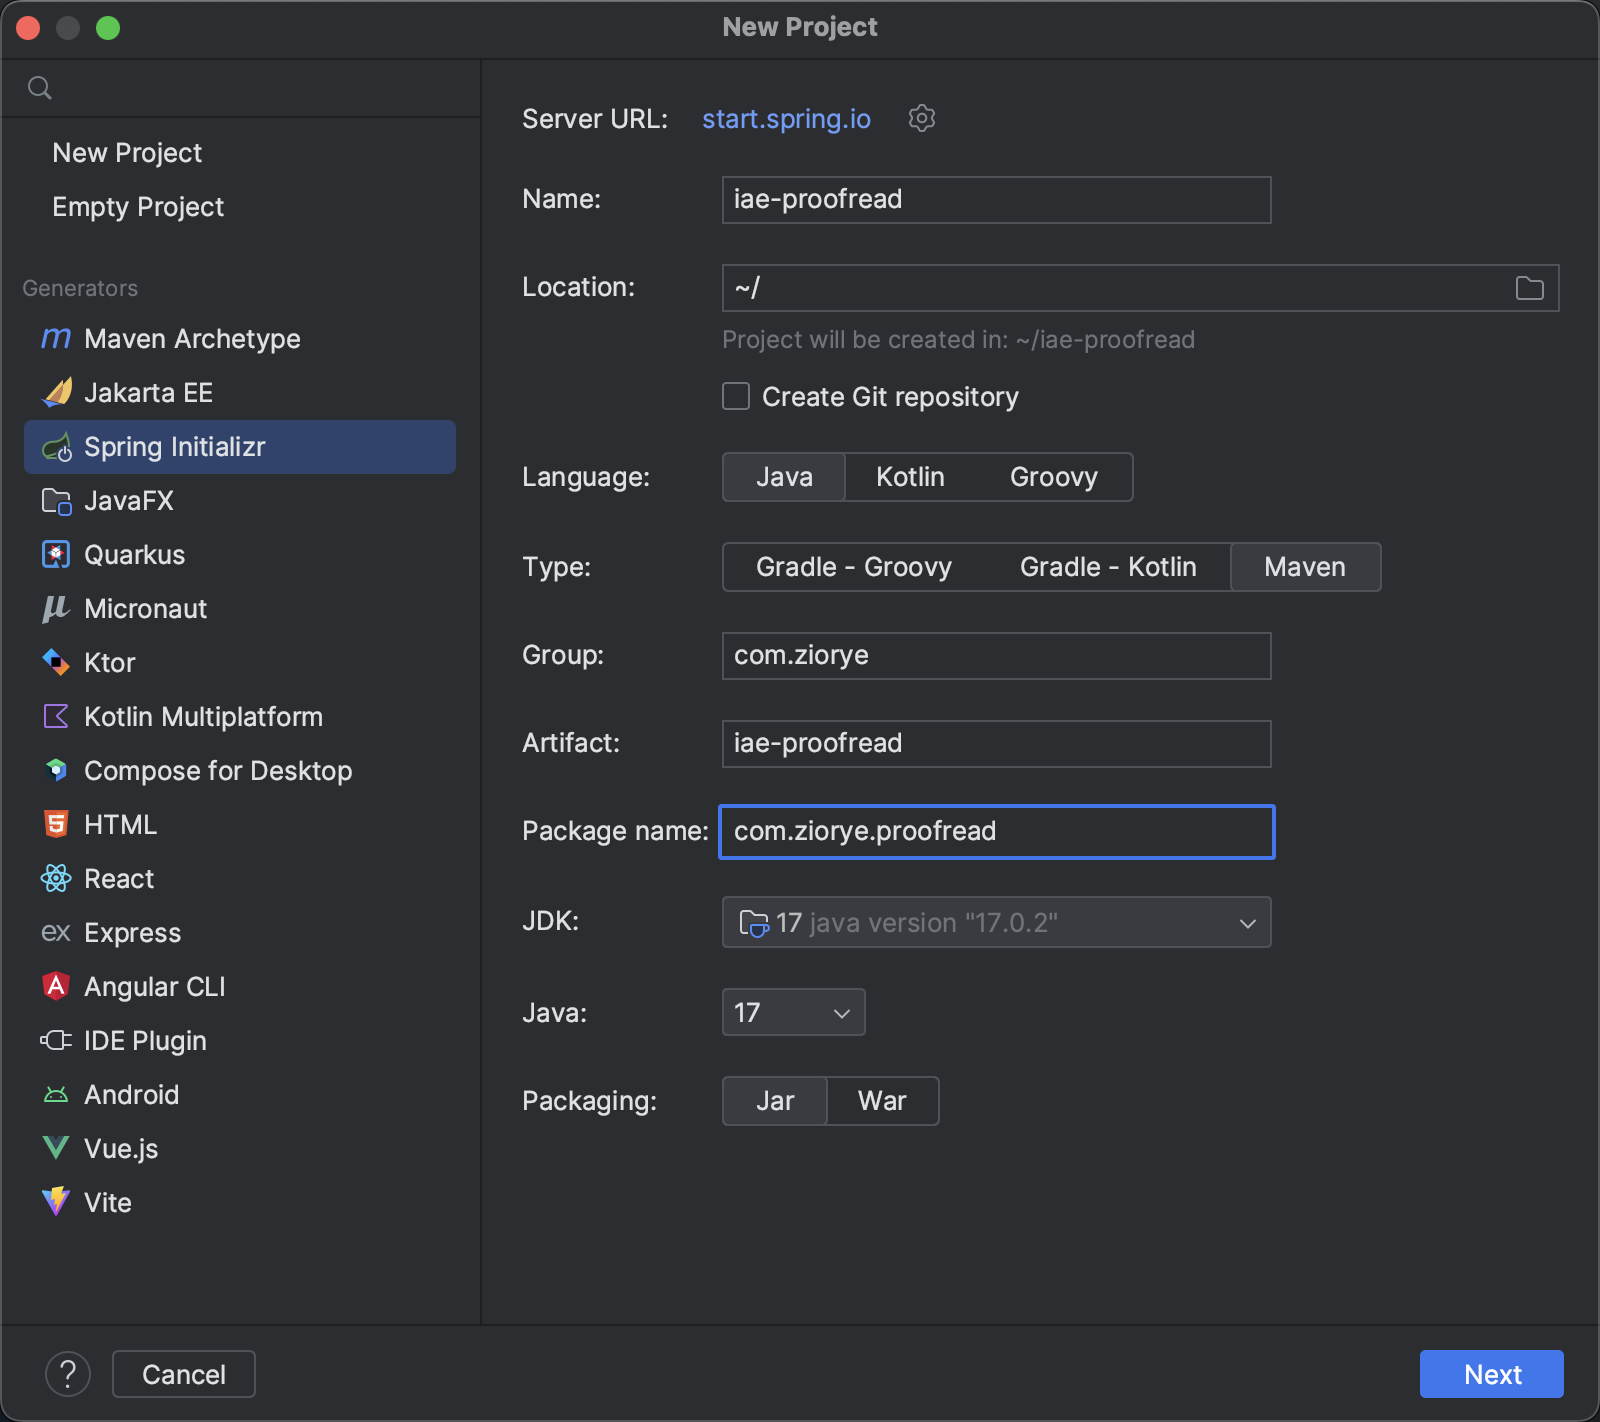 New Project
New Project
Empty Project
Generators
m Maven Archetype
Jakarta EE
Spring Initializr
JavaFX
Quarkus
μ Micronaut
Ktor
Kotlin Multiplatform
Compose for Desktop
5 HTML
React
ex Express
A Angular CLI
IDE Plugin
Android
Vue.js
Vite
Server URL: start.spring.io
Name: iae-proofread
Location: ~/
Project will be created in: ~/iae-proofread
Create Git repository
Language: Java Kotlin Groovy
Type: Gradle - Groovy Gradle - Kotlin Maven
Group: com.ziorye
Artifact: iae-proofread
Package name: com.ziorye.proofread
JDK: 17 java version "17.0.2"
Java: 17
Packaging: Jar War
? Cancel Next